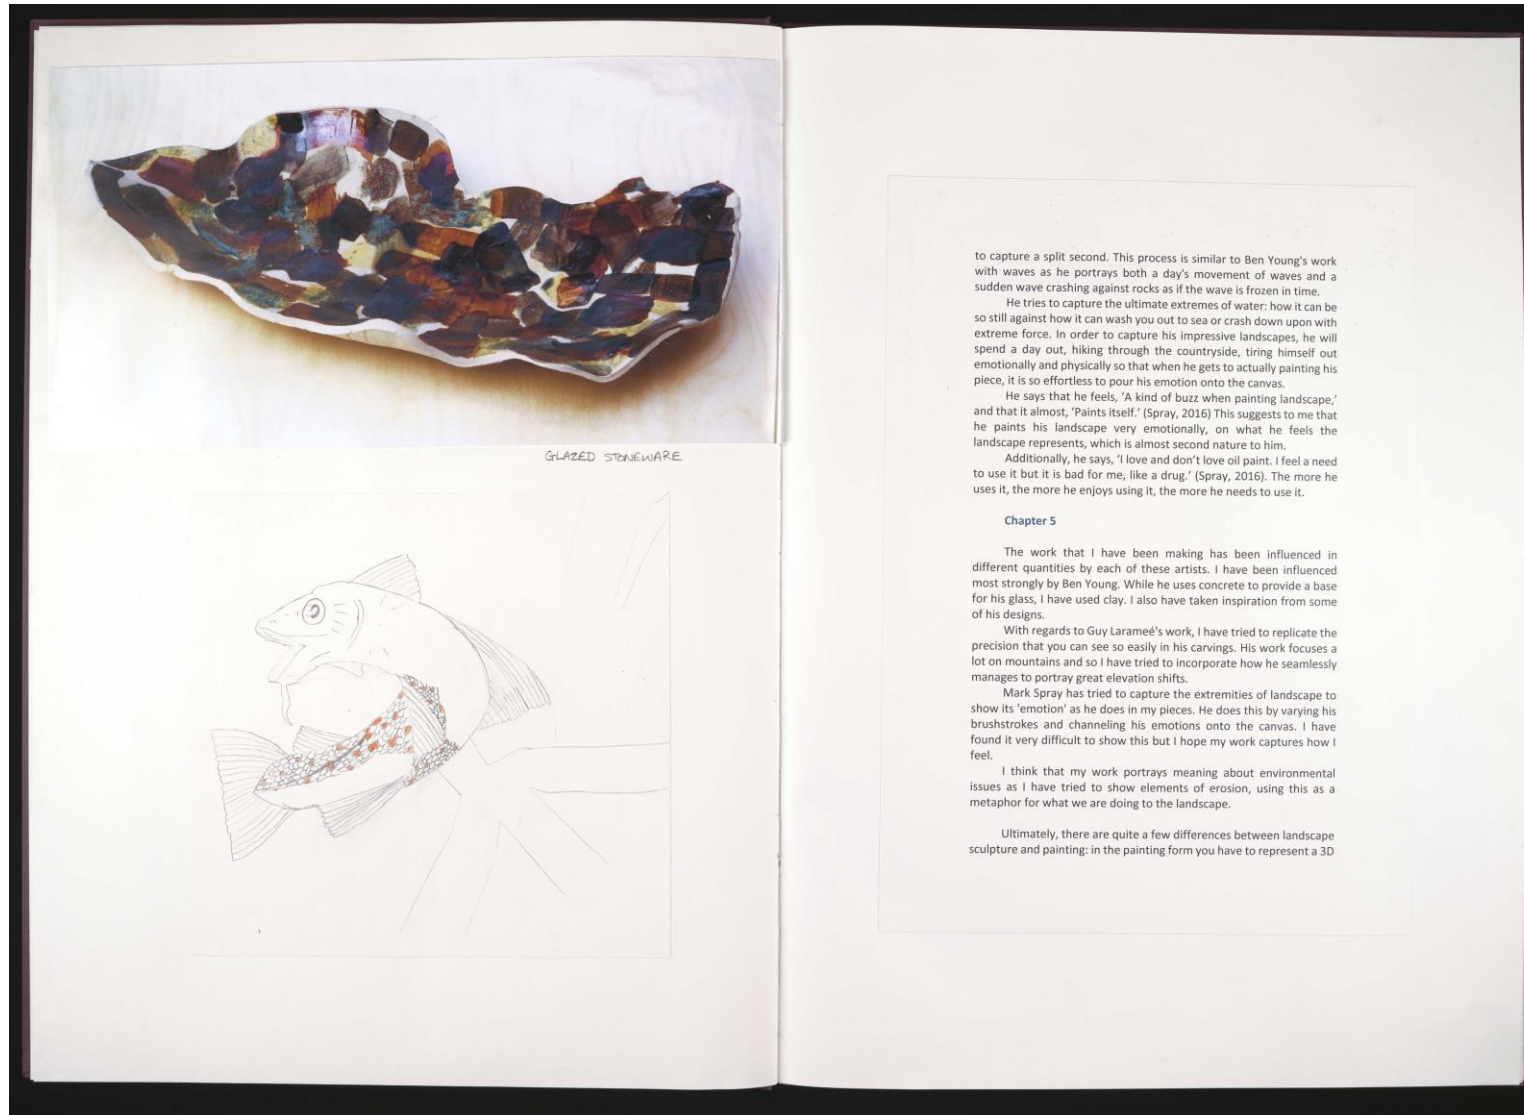 GLAZED STONEWARE
to capture a split second. This process is similar to Ben Young's work
with waves as he portrays both a day's movement of waves and a
sudden wave crashing against rocks as if the wave is frozen in time.
He tries to capture the ultimate extremes of water: how it can be
so still against how it can wash you out to sea or crash down upon with
extreme force. In order to capture his impressive landscapes, he will
spend a day out, hiking through the countryside, tiring himself out
emotionally and physically so that when he gets to actually painting his
piece, it is so effortless to pour his emotion onto the canvas.
He says that he feels, 'A kind of buzz when painting landscape,'
and that it almost, 'Paints itself.' (Spray, 2016) This suggests to me that
he paints his landscape very emotionally, on what he feels the
landscape represents, which is almost second nature to him.
Additionally, he says, 'I love and don't love oil paint. I feel a need
to use it but it is bad for me, like a drug.' (Spray, 2016). The more he
uses it, the more he enjoys using it, the more he needs to use it.
Chapter 5
The work that I have been making has been influenced in
different quantities by each of these artists. I have been influenced
most strongly by Ben Young. While he uses concrete to provide a base
for his glass, I have used clay. I also have taken inspiration from some
of his designs.
With regards to Guy Larameé's work, I have tried to replicate the
precision that you can see so easily in his carvings. His work focuses a
lot on mountains and so I have tried to incorporate how he seamlessly
manages to portray great elevation shifts.
Mark Spray has tried to capture the extremities of landscape to
show its 'emotion' as he does in my pieces. He does this by varying his
brushstrokes and channeling his emotions onto the canvas. I have
found it very difficult to show this but I hope my work captures how I
feel.
I think that my work portrays meaning about environmental
issues as I have tried to show elements of erosion, using this as a
metaphor for what we are doing to the landscape.
Ultimately, there are quite a few differences between landscape
sculpture and painting: in the painting form you have to represent a 3D